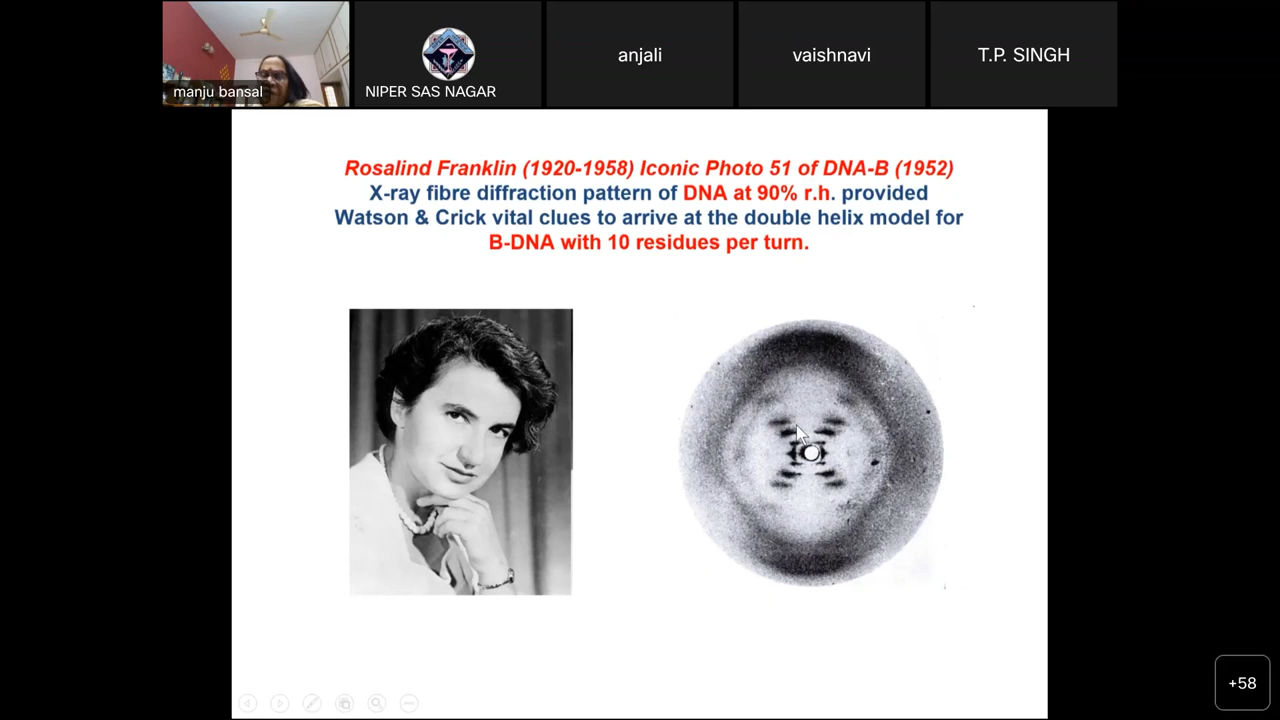 manju bansal
NIPER SAS NAGAR
anjali
vaishnavi
T.P. SINGH
Rosalind Franklin (1920-1958) Iconic Photo 51 of DNA-B (1952)
X-ray fibre diffraction pattern of DNA at 90% r.h. provided
Watson & Crick vital clues to arrive at the double helix model for
B-DNA with 10 residues per turn.
+58